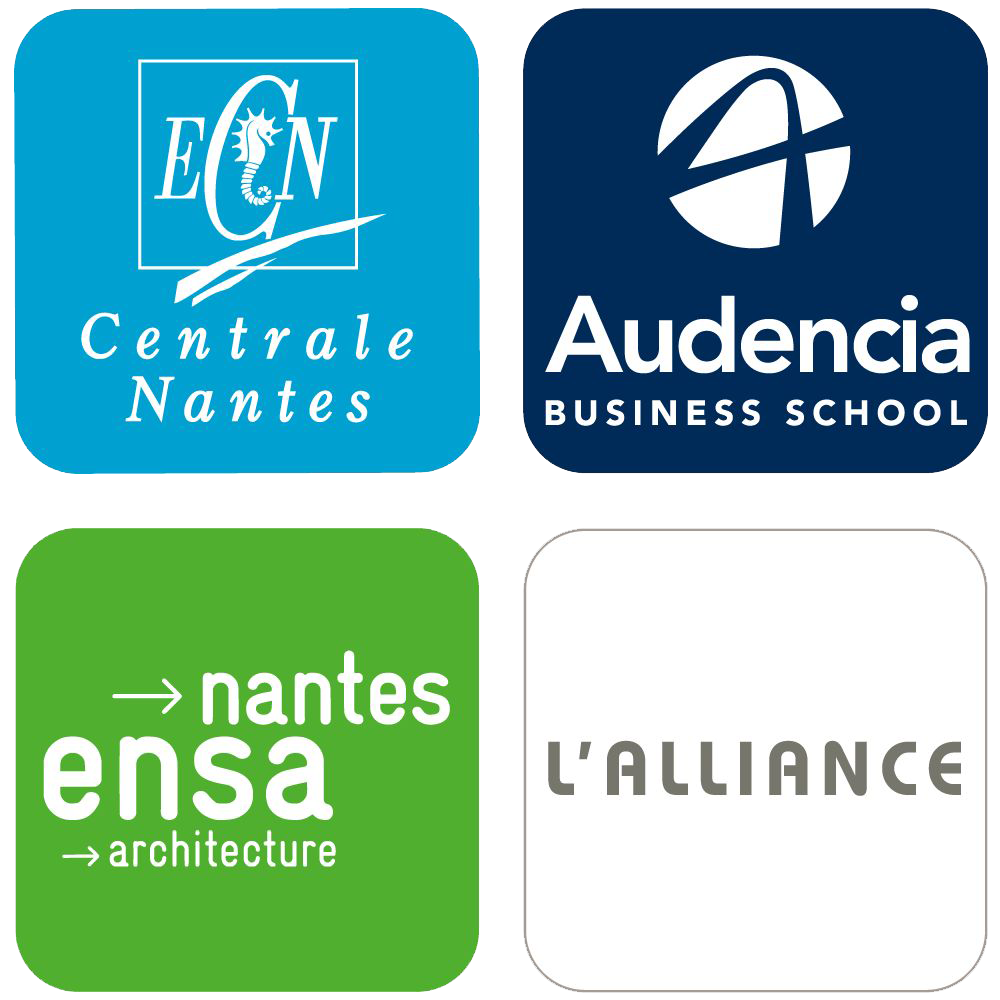 ECN
Centrale
Nantes
Audencia
BUSINESS SCHOOL
→ nantes
ensa
→ architecture
L'ALLIANCE